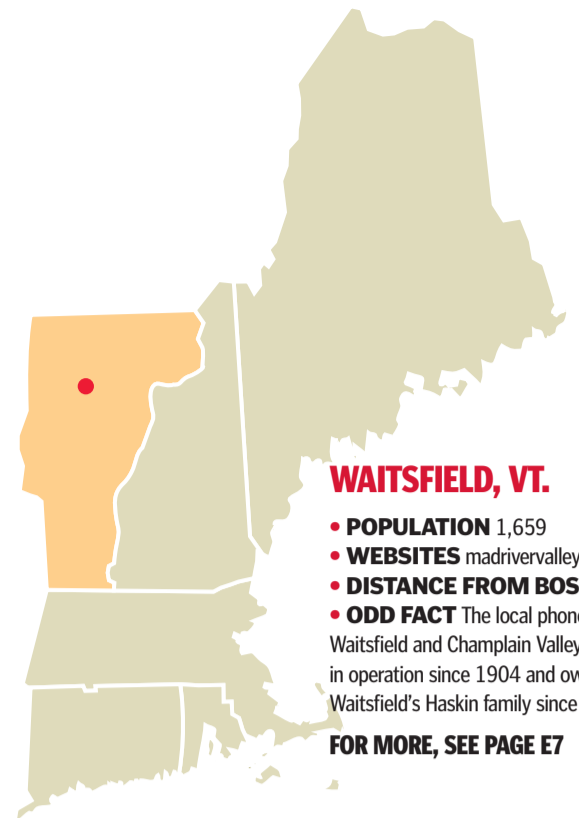 WAITSFIELD, VT.
• POPULATION 1,659
• WEBSITES madrivervalley
• DISTANCE FROM BOS
• ODD FACT The local phone
Waitsfield and Champlain Valley
in operation since 1904 and ow
Waitsfield's Haskin family since
FOR MORE, SEE PAGE E7